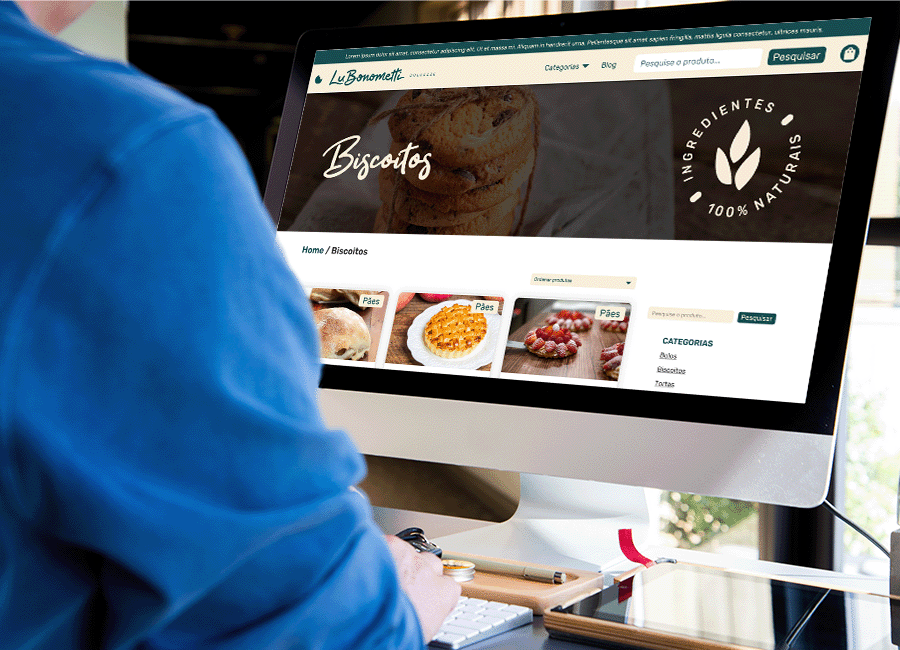 Lorem ipsum dolor sit amet, consectetur adipiscing elit. Ut et massa mi. Aliquam in hendrerit urna. Pellentesque sit amet sapien fringilla, mattis ligula consectetur, ultrices mauris.
Lu Bonometti
Categorias
Blog
Pesquise o produto...
Pesquisar
Biscoitos
INGREDIENTES
100% NATURAIS
Home / Biscoitos
Ordenar produtos
Pães
Pães
Pães
Pesquise o produto...
Pesquisar
CATEGORIAS
Bolos
Biscoitos
Tortas